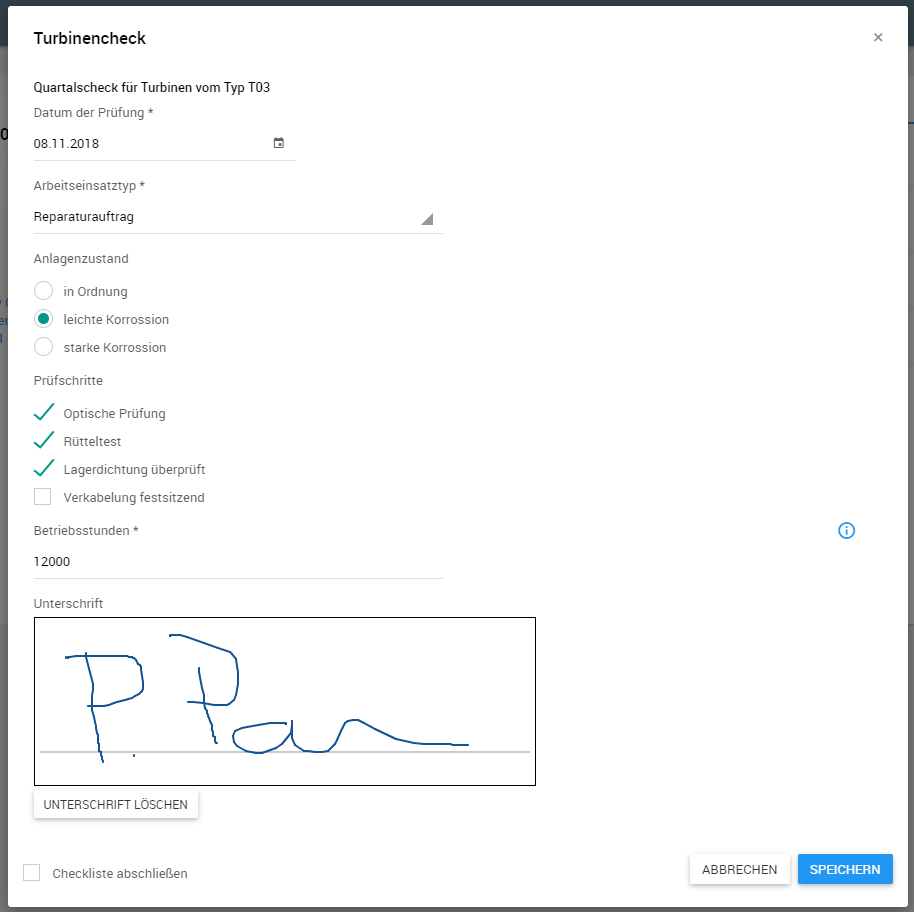 Turbinencheck
Quartalscheck für Turbinen vom Typ T03
Datum der Prüfung *
08.11.2018
Arbeitseinsatztyp *
Reparaturauftrag
Anlagenzustand
in Ordnung
leichte Korrossion
starke Korrossion
Prüfschritte
Optische Prüfung
Rütteltest
Lagerdichtung überprüft
Verkabelung festsitzend
Betriebsstunden *
12000
Unterschrift
P. Pan
UNTERSCHRIFT LÖSCHEN
Checkliste abschließen
ABBRECHEN
SPEICHERN